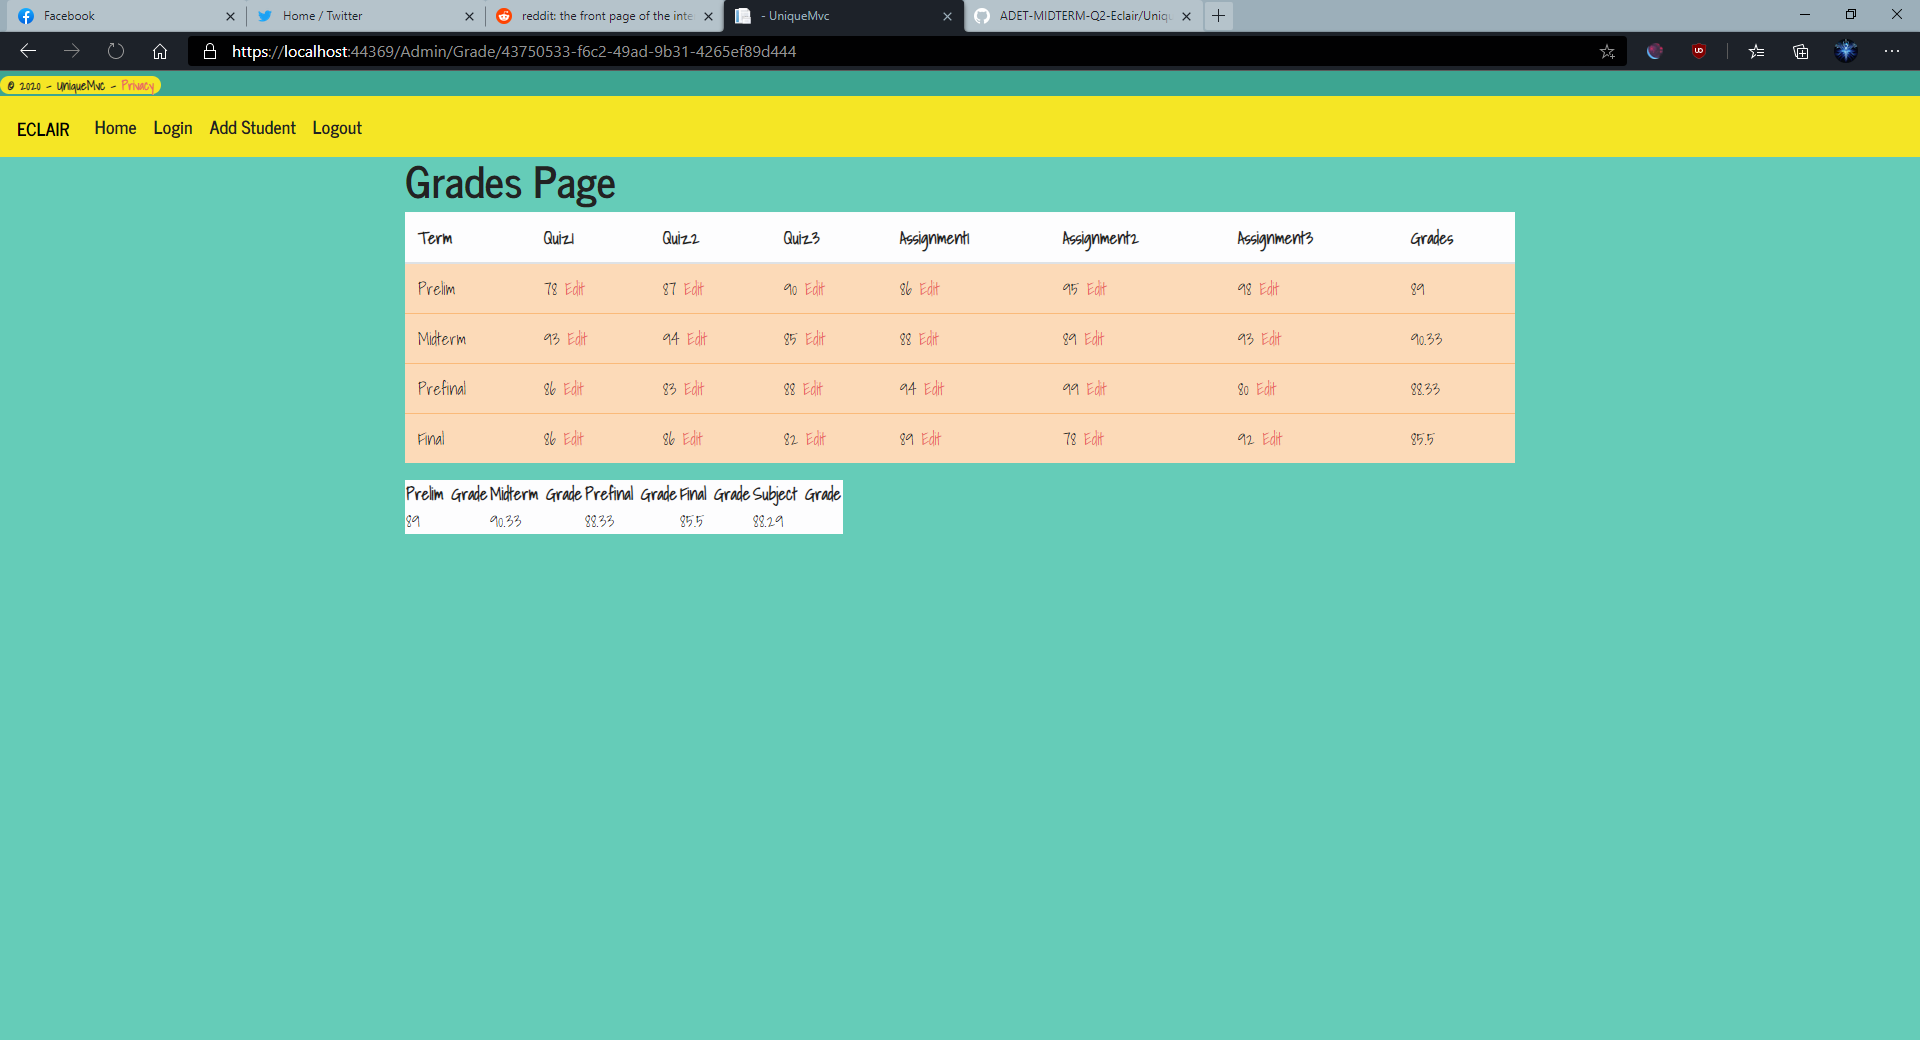 Facebook
Home / Twitter
reddit: the front page of the inte
- UniqueMvc
ADET-MIDTERM-Q2-Eclair/Uniqu
https://localhost:44369/Admin/Grade/43750533-f6c2-49ad-9b31-4265ef89d444
© 2020 - UniqueMvc - Privacy
ECLAIR Home Login Add Student Logout
Grades Page
Term Quiz1 Quiz2 Quiz3 Assignment1 Assignment2 Assignment3 Grades
Prelim 78 Edit 87 Edit 90 Edit 86 Edit 95 Edit 98 Edit 89
Midterm 93 Edit 94 Edit 85 Edit 88 Edit 89 Edit 93 Edit 90.33
Prefinal 86 Edit 83 Edit 88 Edit 94 Edit 99 Edit 80 Edit 88.33
Final 86 Edit 86 Edit 82 Edit 89 Edit 78 Edit 92 Edit 85.5
Prelim Grade Midterm Grade Prefinal Grade Final Grade Subject Grade
89 90.33 88.33 85.5 88.29